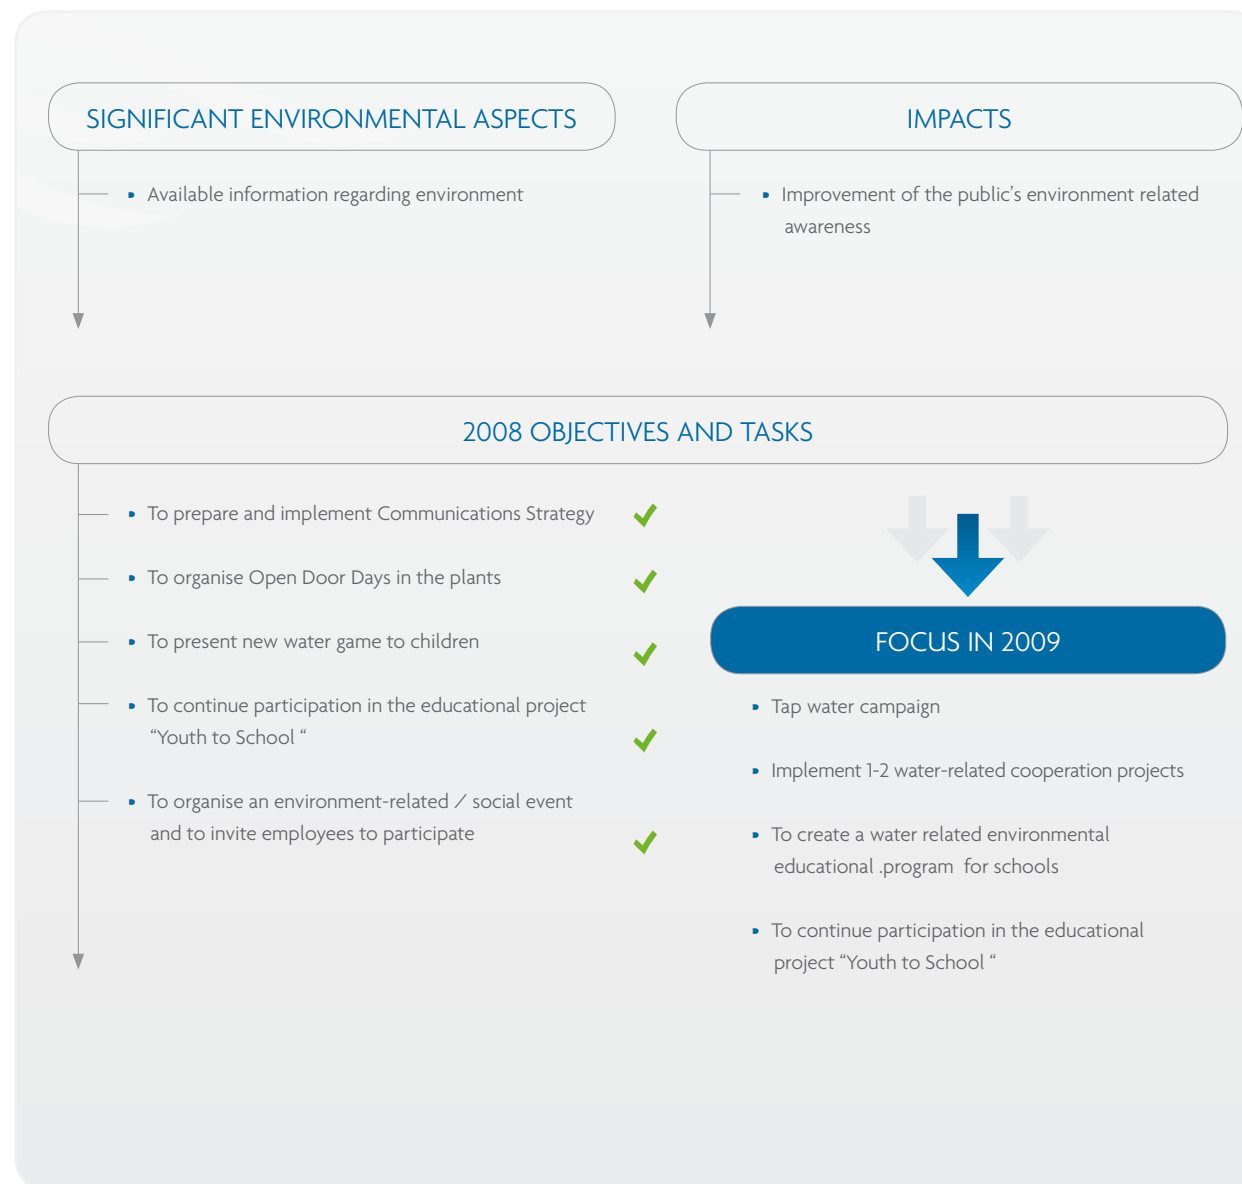 SIGNIFICANT ENVIRONMENTAL ASPECTS
Available information regarding environment
IMPACTS
Improvement of the public's environment related
awareness
2008 OBJECTIVES AND TASKS
To prepare and implement Communications Strategy
To organise Open Door Days in the plants
To present new water game to children
To continue participation in the educational project
“Youth to School “
To organise an environment-related / social event
and to invite employees to participate
FOCUS IN 2009
Tap water campaign
Implement 1-2 water-related cooperation projects
To create a water related environmental
educational .program for schools
To continue participation in the educational
project “Youth to School “